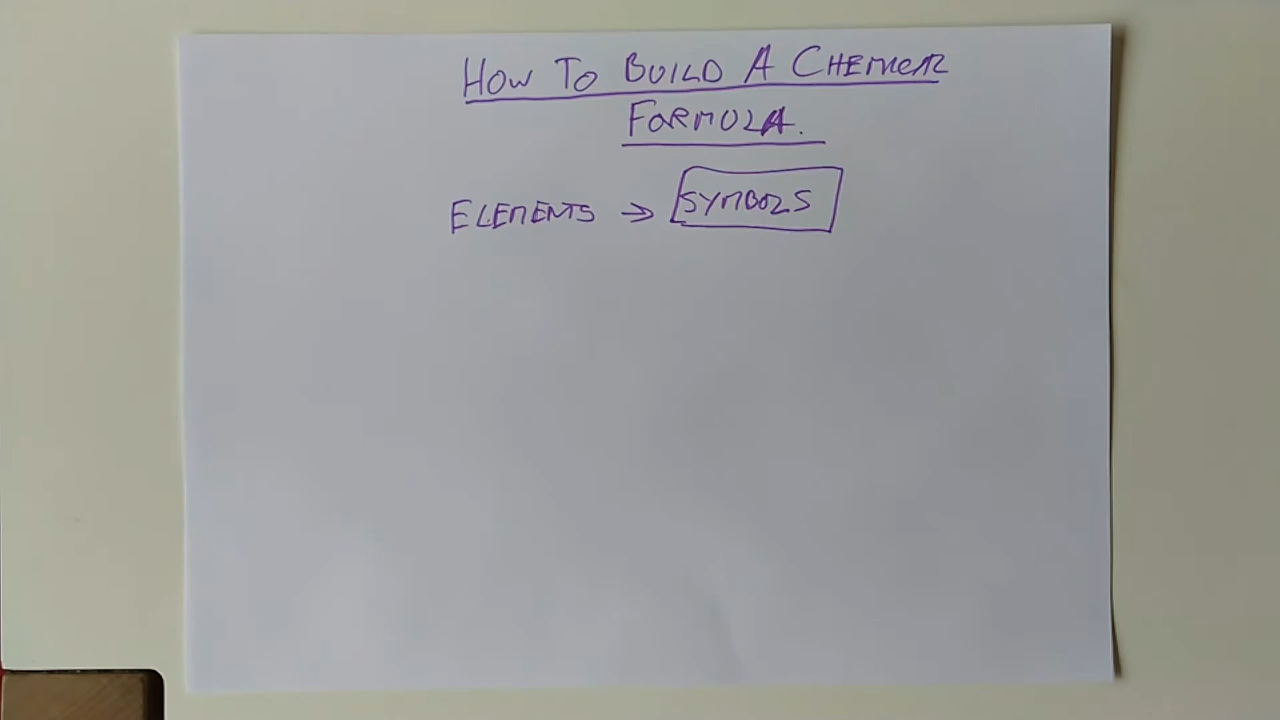 HOW TO BUILD A CHEMICAL
FORMULA.
ELEMENTS → SYMBOLS